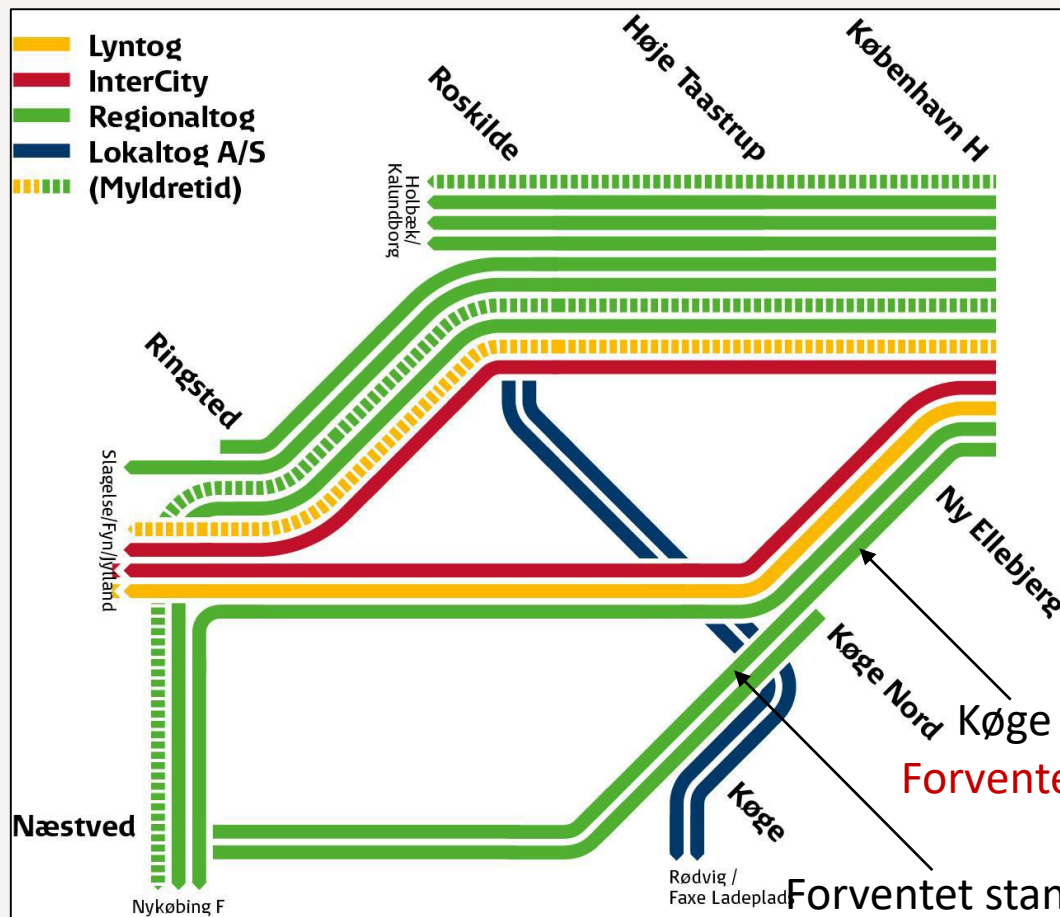 Lyntog
InterCity
Regionaltog
Lokaltog A/S
(Myldretid)
Roskilde
Høje Taastrup
København H
Holbæk/
Kalundborg
Ringsted
Slagelse/Fyn/Jylland
Ny Ellebjerg
Køge Nord
Køge
Forvente
Næstved
Køge
Nykøbing F
Rødvig /
Faxe Ladeplads
Forventet stan